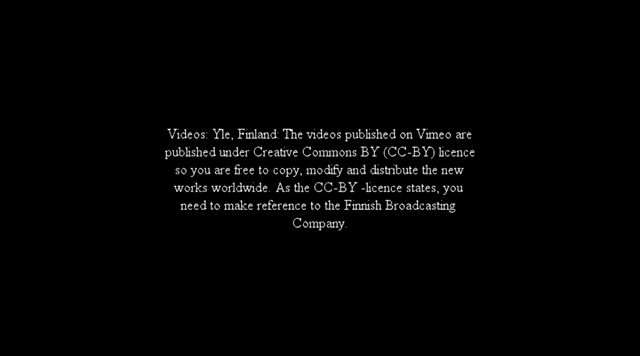 Videos: Yle, Finland: The videos published on Vimeo are
published under Creative Commons BY (CC-BY) licence
so you are free to copy, modify and distribute the new
works worldwide. As the CC-BY -licence states, you
need to make reference to the Finnish Broadcasting
Company.